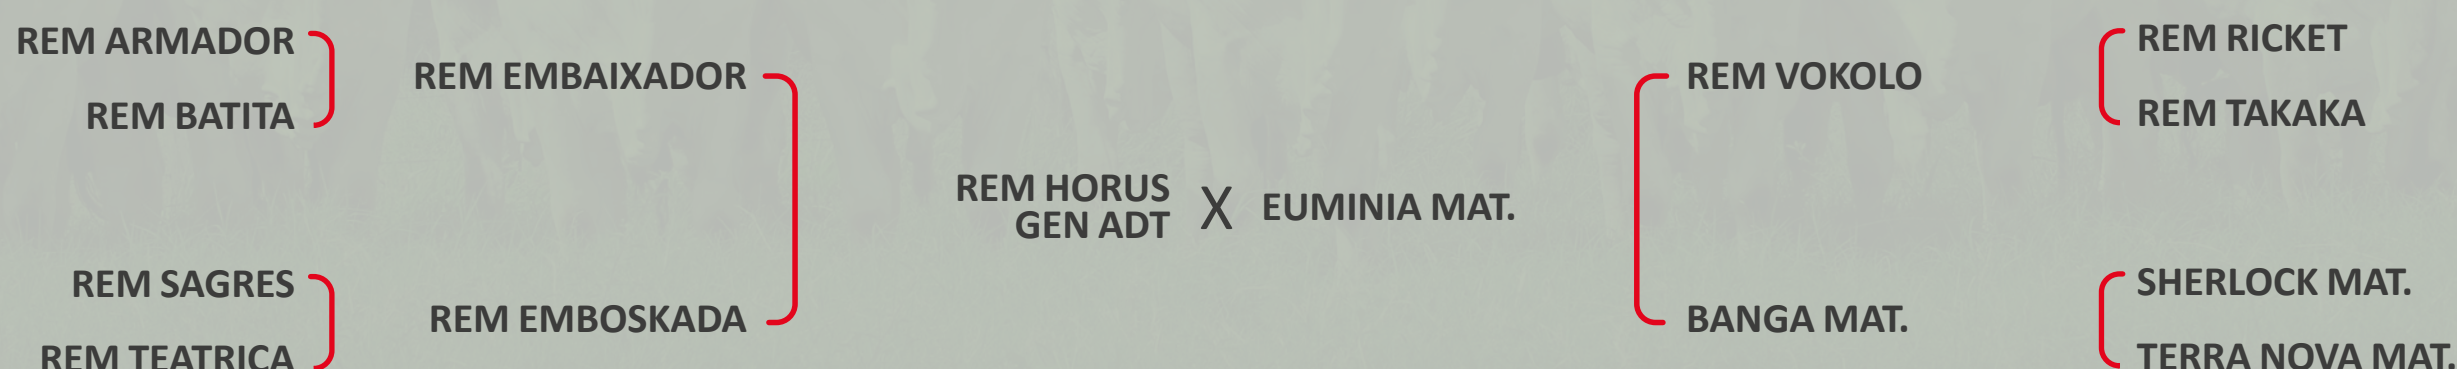 REM ARMADOR
REM BATITA
REM EMBAIXADOR
REM SAGRES
REM TEATRICA
REM EMBOSKADA
REM HORUS
GEN ADT
X
EUMINIA MAT.
REM VOKOLO
BANGA MAT.
REM RICKET
REM TAKAKA
SHERLOCK MAT.
TERRA NOVA MAT.